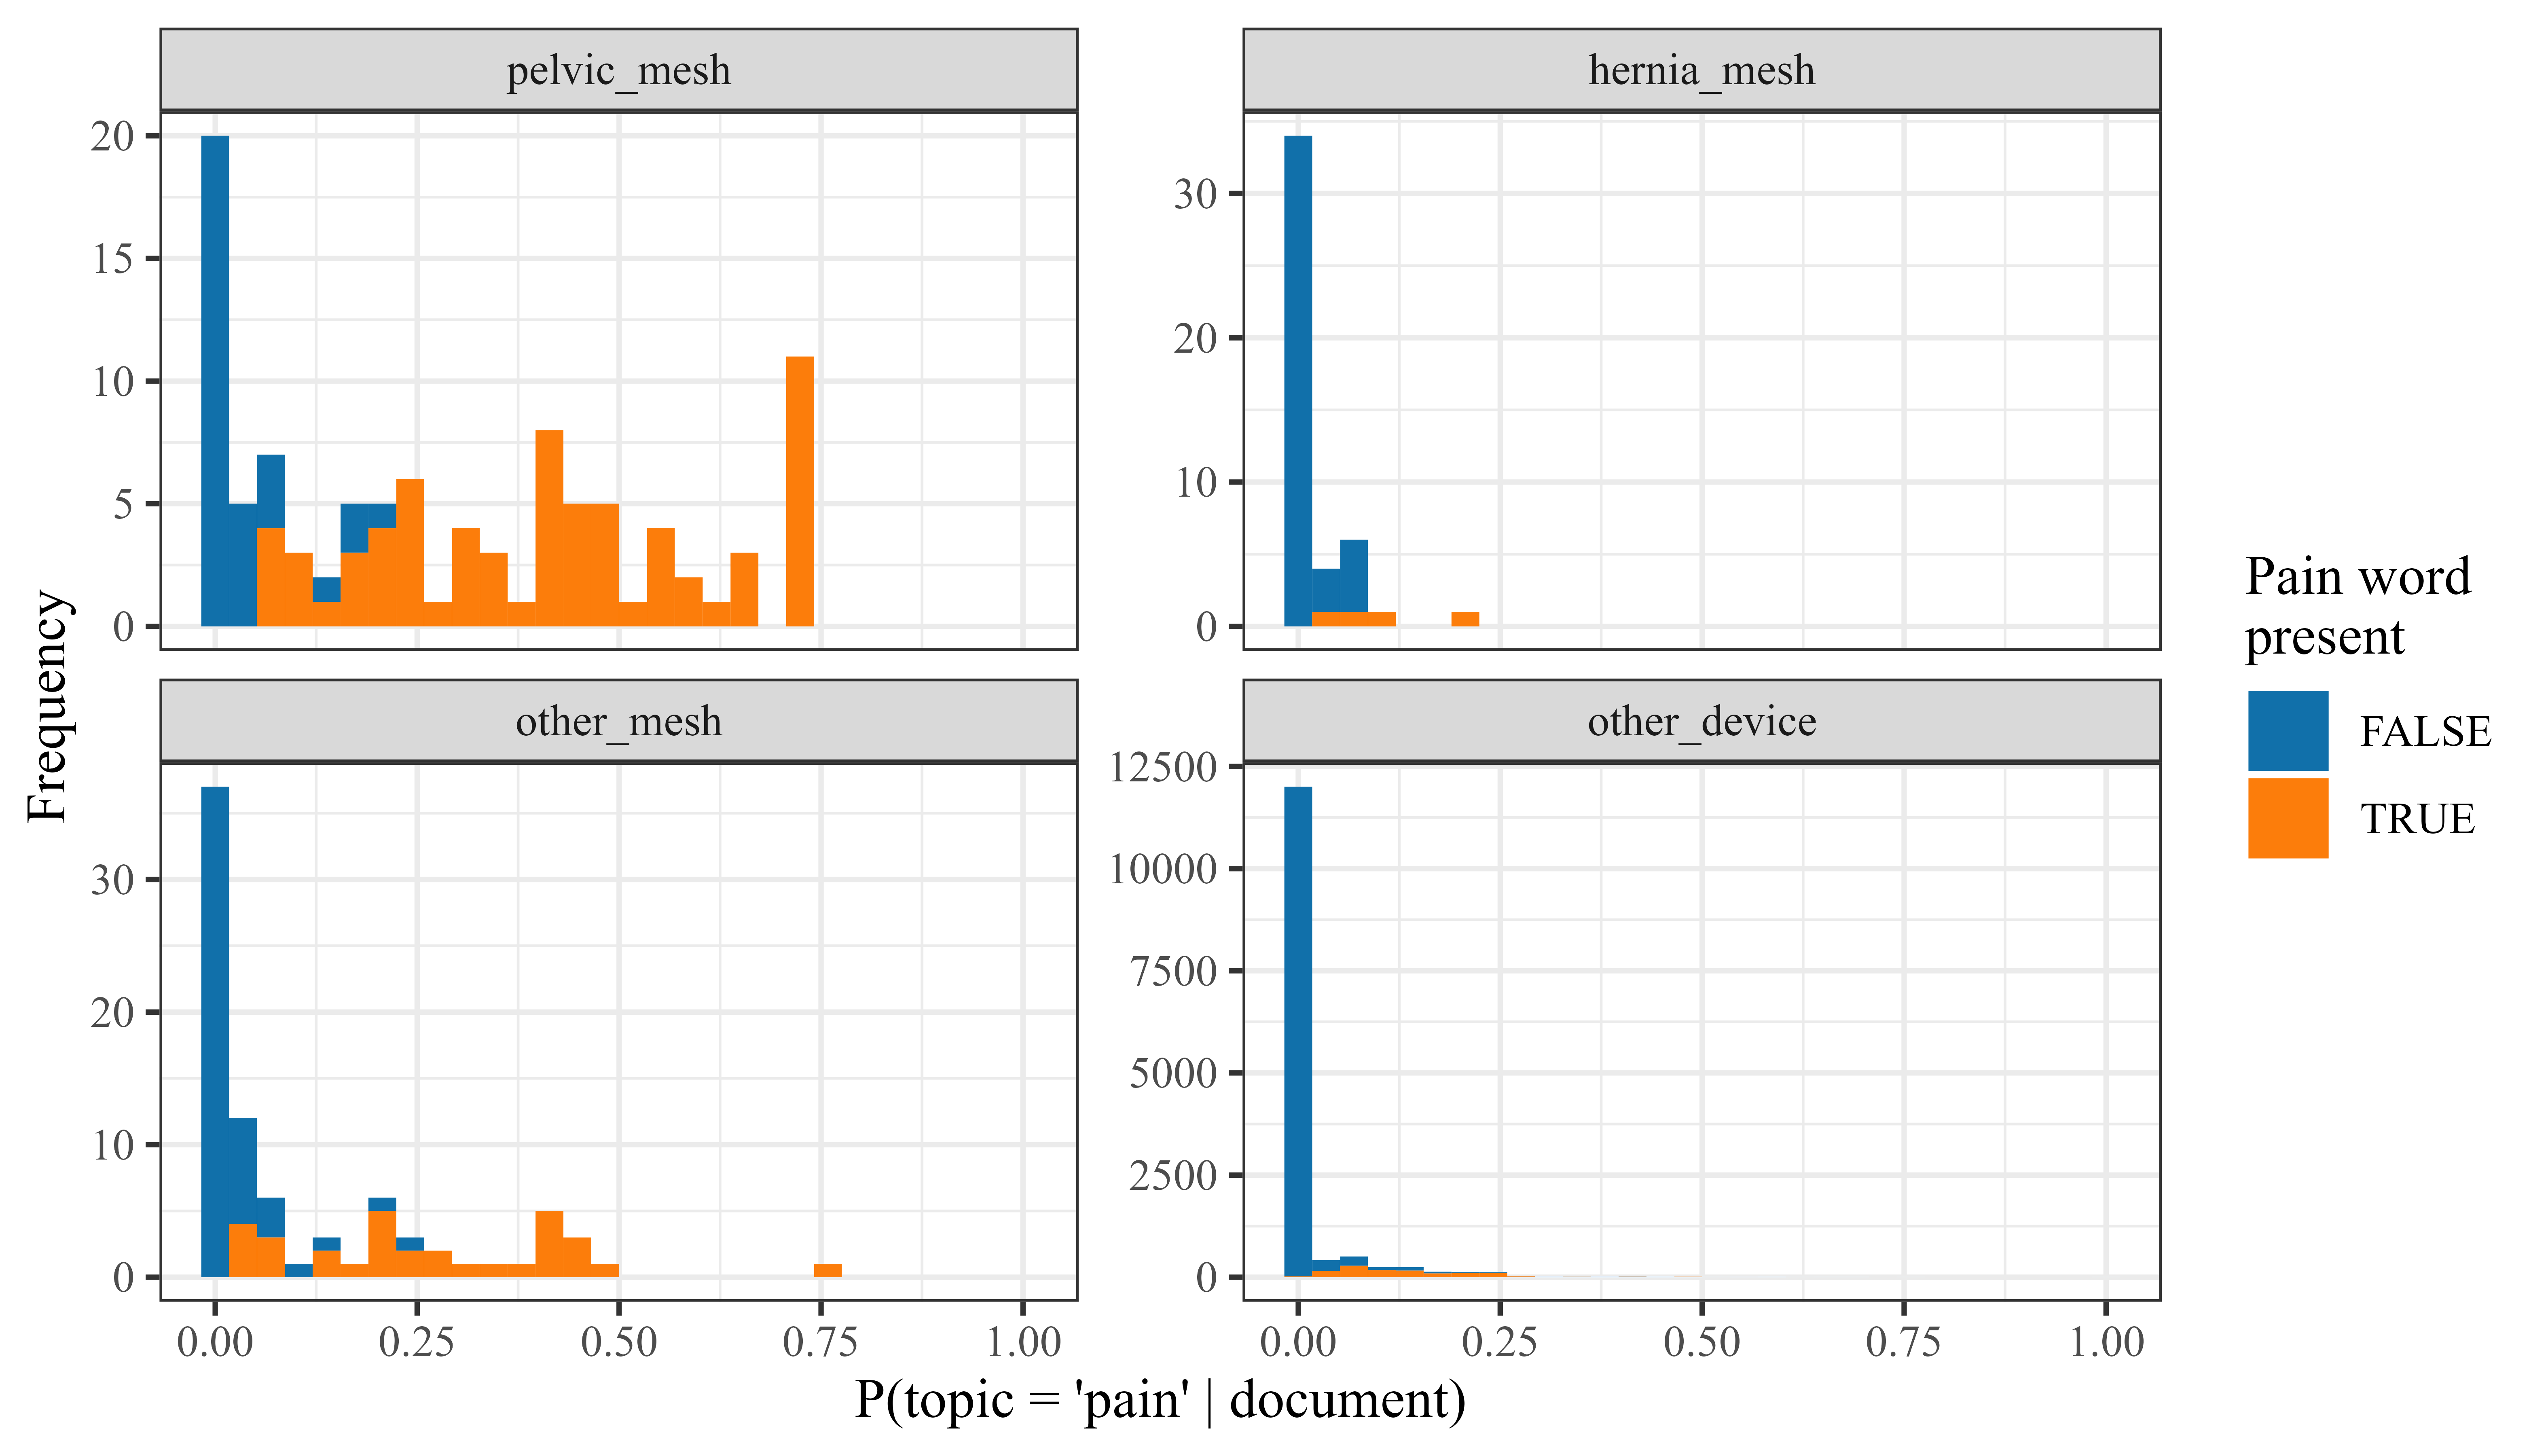 pelvic_mesh
hernia_mesh
20
15
10
5
0
30
20
10
0
other_mesh
other_device
30
20
10
0
12500
10000
7500
5000
2500
0
0.00 0.25 0.50 0.75 1.00
0.00 0.25 0.50 0.75 1.00
P(topic = 'pain' | document)
Frequency
Pain word
present
FALSE
TRUE